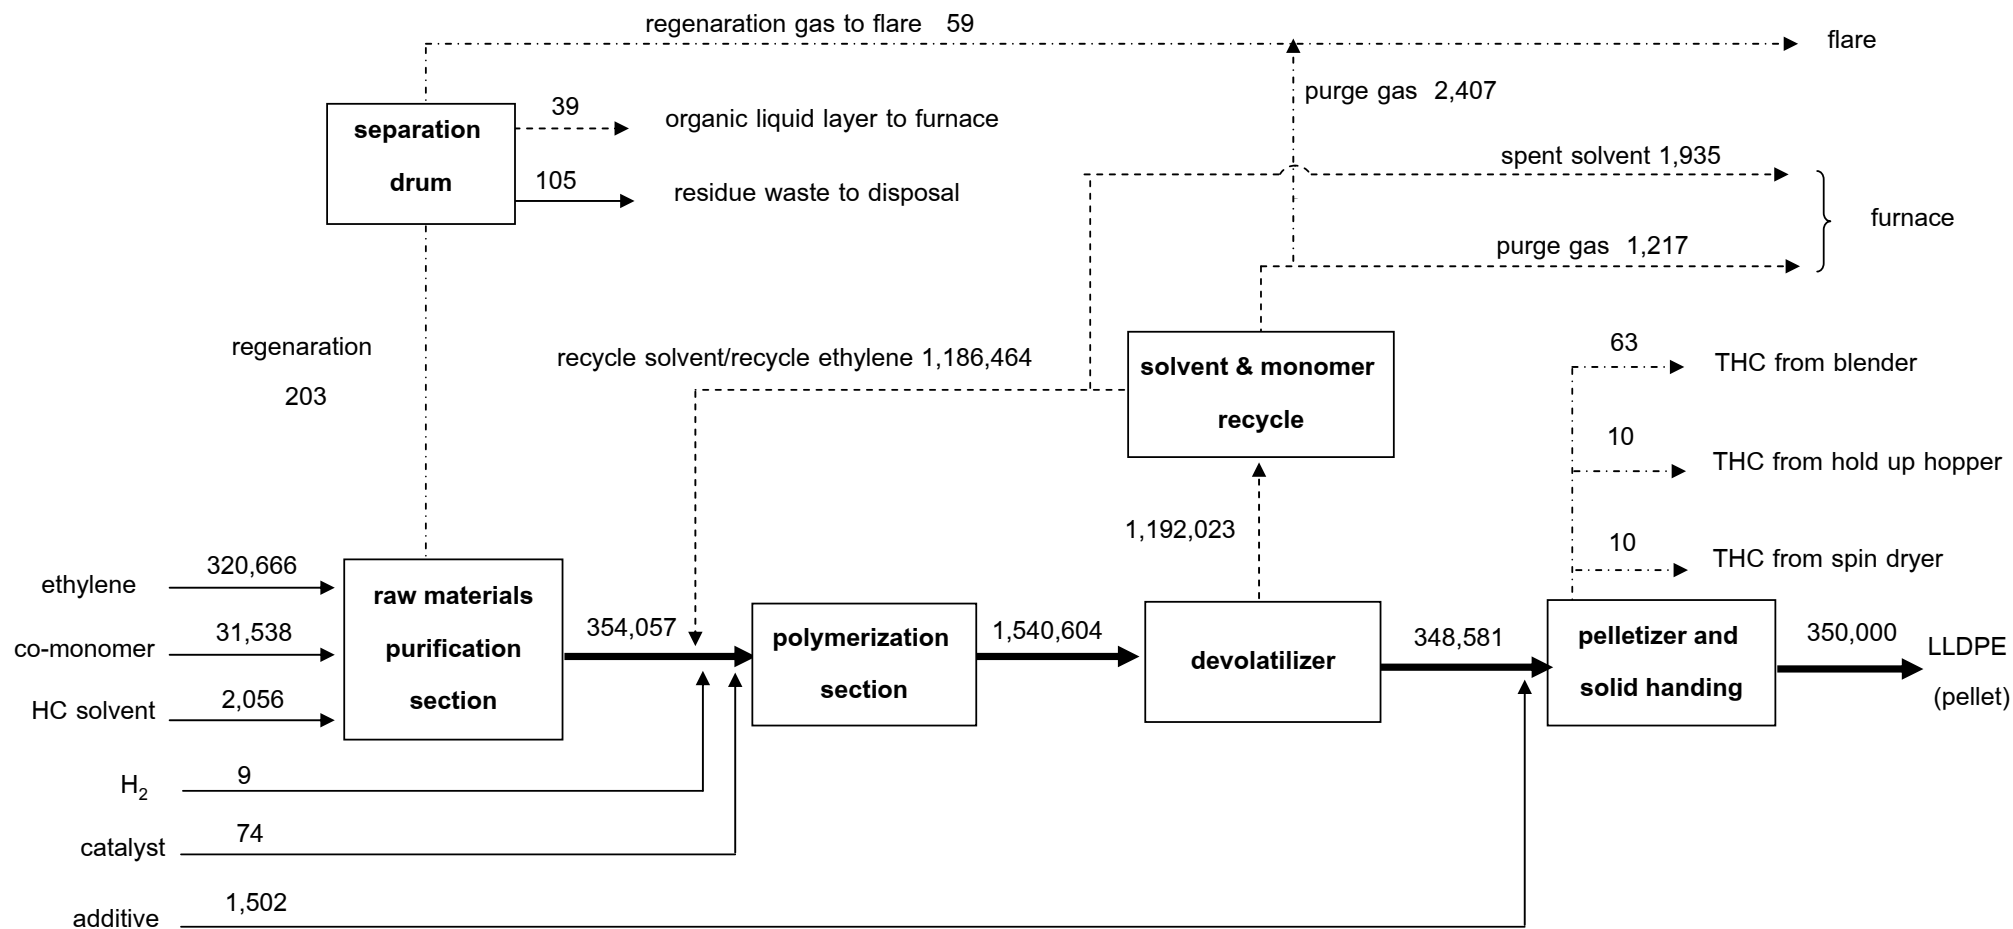 regenaration gas to flare 59
flare
purge gas 2,407
separation
drum
39
organic liquid layer to furnace
105
residue waste to disposal
spent solvent 1,935
furnace
purge gas 1,217
regenaration
203
recycle solvent/recycle ethylene 1,186,464
solvent & monomer
recycle
63
THC from blender
10
THC from hold up hopper
10
THC from spin dryer
1,192,023
ethylene
320,666
co-monomer
31,538
HC solvent
2,056
raw materials
purification
section
354,057
polymerization
section
1,540,604
devolatilizer
348,581
pelletizer and
solid handing
350,000
LLDPE
(pellet)
H2
9
catalyst
74
additive
1,502